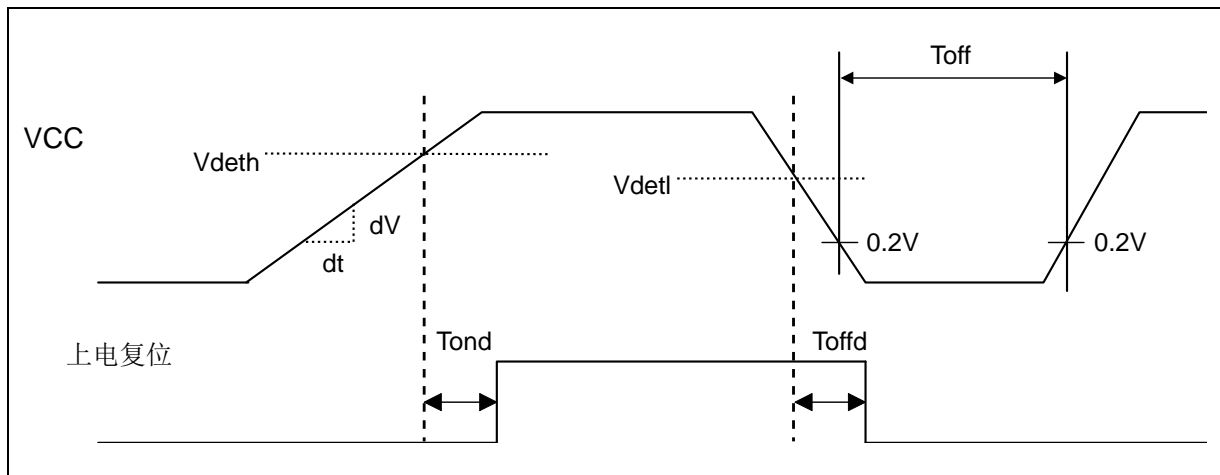 Toff
VCC
Vdeth
Vdetl
dV
0.2V
0.2V
dt
上电复位
Tond
Toffd